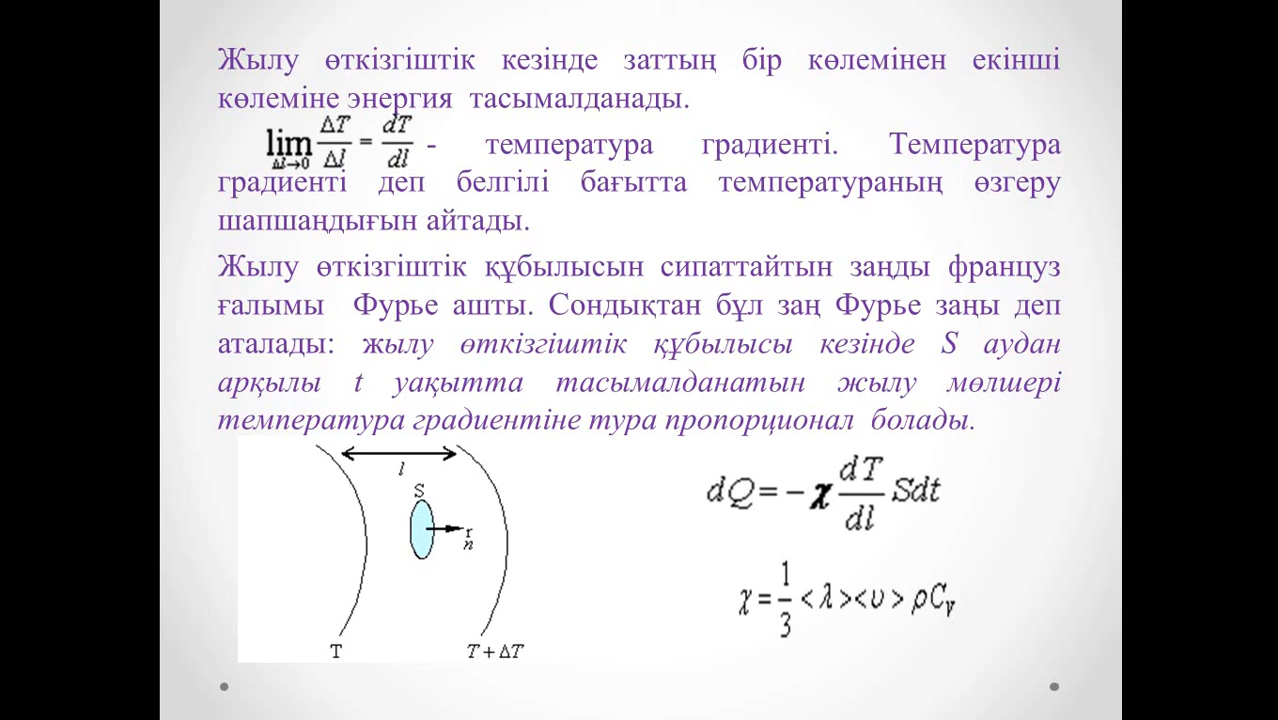 Жылу өткізгіштік кезінде заттың бір көлемінен екінші
көлеміне энергия тасымалданады.
lim Δl→0 ΔT/Δl = dT/dl - температура градиенті. Температура
градиенті деп белгілі бағытта температураның өзгеру
шапшаңдығын айтады.
Жылу өткізгіштік құбылысын сипаттайтын заңды француз
ғалымы Фурье ашты. Сондықтан бұл заң Фурье заңы деп
аталады: жылу өткізгіштік құбылысы кезінде S аудан
арқылы t уақытта тасымалданатын жылу мөлшері
температура градиентіне тура пропорционал болады.
l
S
r
n
T
T + ΔT
dQ = − χ dT/dl Sdt
χ = 1/3 <λ><υ> ρC_V